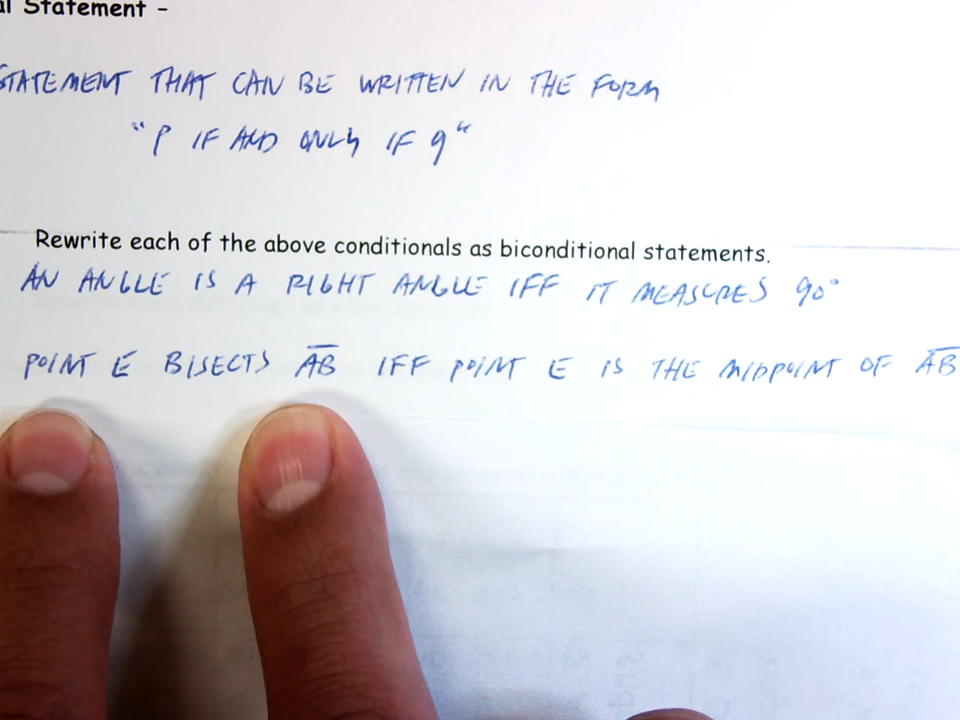 al Statement -
STATEMENT THAT CAN BE WRITTEN IN THE FORM
"P IF AND ONLY IF q"
Rewrite each of the above conditionals as biconditional statements.
AN ANGLE IS A RIGHT ANGLE IFF IT MEASURES 90°
POINT E BISECTS A̅B̅ IFF POINT E IS THE MIDPOINT OF A̅B̅